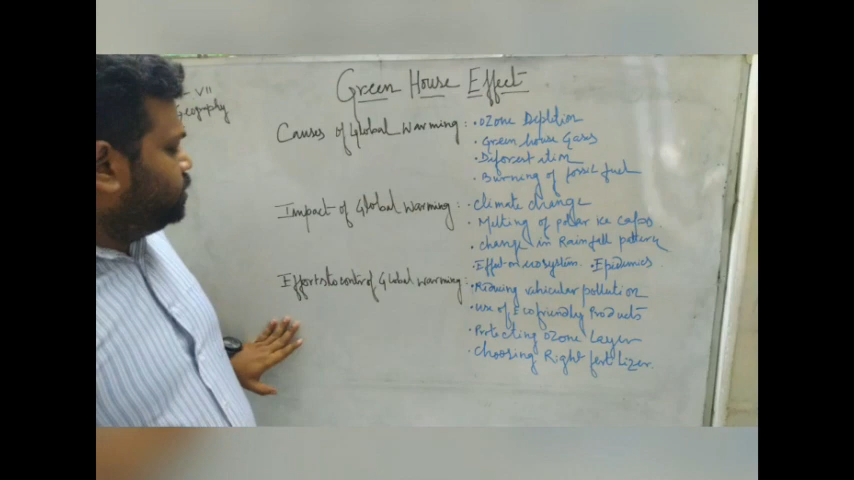 - VII
Geography
Green House Effect
Causes of Global Warming : • Ozone Depletion
• Green house Gases
• Diforestation
• Burning of fossil fuel
Impact of Global Warming : • Climate change
• Melting of polar ice caps
• change in Rainfall pattern
• Effect on ecosystem • Epidemics
Efforts to control Global Warming : • Reducing vehicular pollution
• Use of Ecofriendly Products
• Protecting Ozone Layer
• Choosing Right fertilizer.